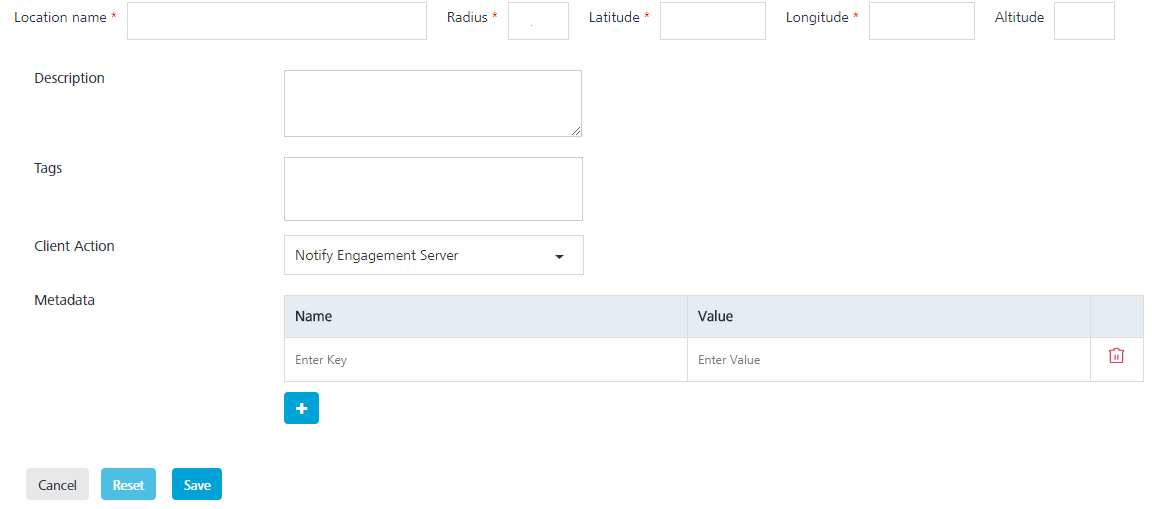 Location name * Radius * Latitude * Longitude * Altitude
Description
Tags
Client Action Notify Engagement Server
Metadata
Name Value
Enter Key Enter Value
Cancel Reset Save